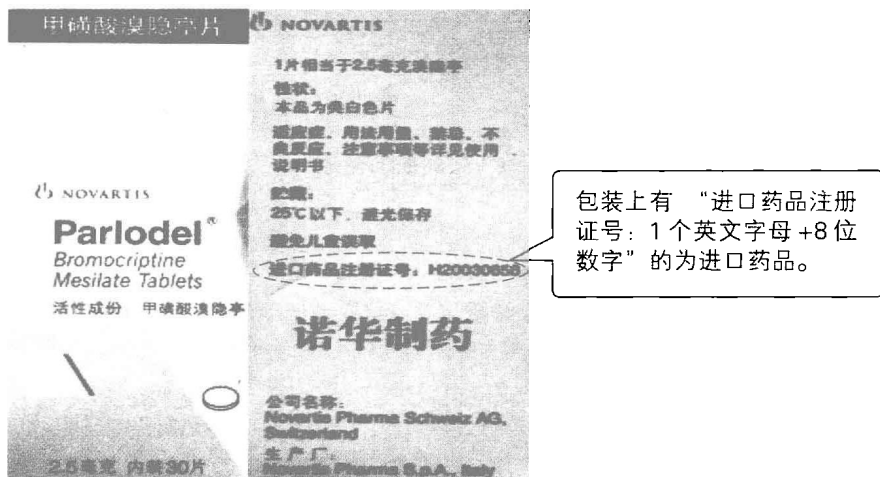 甲磺酸溴隐亭片
NOVARTIS
Parlodel®
Bromocriptine
Mesilate Tablets
活性成份 甲磺酸溴隐亭
2.5毫克 内装30片
NOVARTIS
1片相当于2.5毫克溴隐亭
性状:
本品为类白色片
适应症、用法用量、禁忌、不
良反应、注意事项等详见使用
说明书
贮藏:
25℃以下,避光保存
避免儿童误取
进口药品注册证号:H20030656
诺华制药
公司名称:
Novartis Pharma Schweiz AG,
Switzerland
生产厂:
Novartis Pharma S.p.A., Italy
包装上有 “进口药品注册
证号:1个英文字母+8位
数字”的为进口药品。